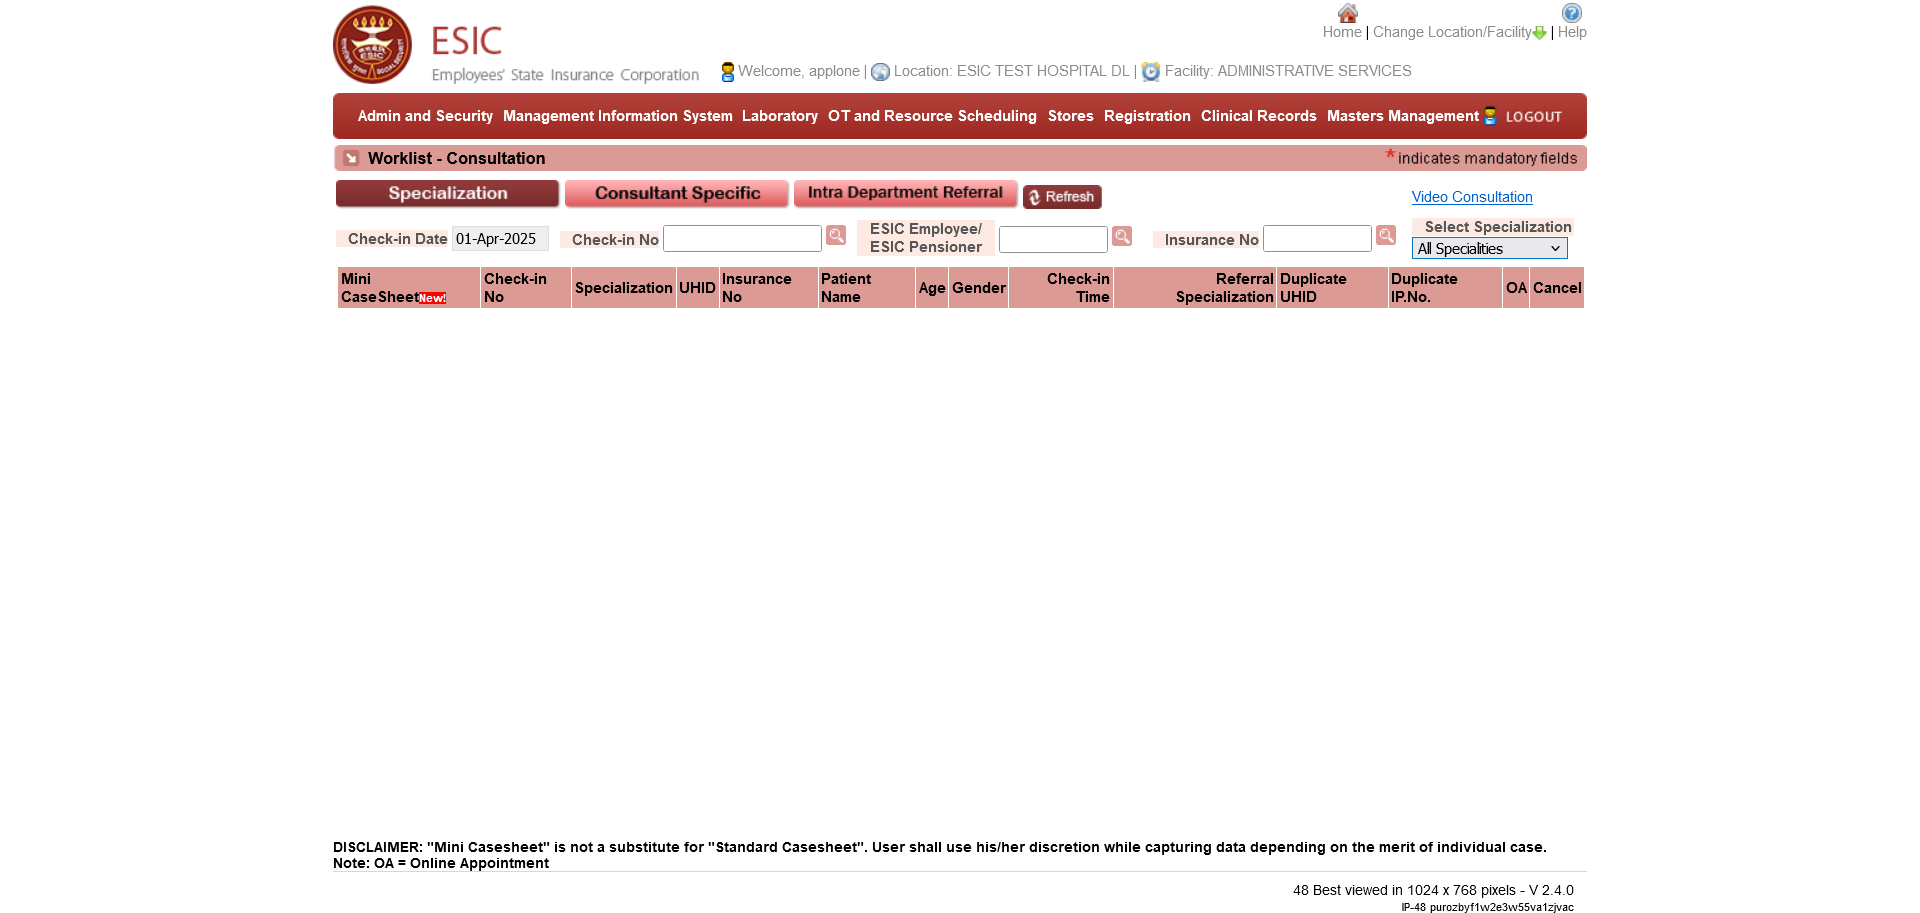 Home | Change Location/Facility | Help
ESIC
Employees' State Insurance Corporation
Welcome, applone | Location: ESIC TEST HOSPITAL DL | Facility: ADMINISTRATIVE SERVICES
Admin and Security Management Information System Laboratory OT and Resource Scheduling Stores Registration Clinical Records Masters Management LOGOUT
Worklist - Consultation
* indicates mandatory fields
Specialization Consultant Specific Intra Department Referral Refresh
Video Consultation
Check-in Date 01-Apr-2025 Check-in No
ESIC Employee/
ESIC Pensioner
Insurance No
Select Specialization
All Specialities
Mini
CaseSheet New!
Check-in
No
Specialization
UHID
Insurance
No
Patient
Name
Age
Gender
Check-in
Time
Referral
Specialization
Duplicate
UHID
Duplicate
IP.No.
OA
Cancel
DISCLAIMER: "Mini Casesheet" is not a substitute for "Standard Casesheet". User shall use his/her discretion while capturing data depending on the merit of individual case.
Note: OA = Online Appointment
48 Best viewed in 1024 x 768 pixels - V 2.4.0
IP-48 purozbyf1w2e3w55va1zjvac